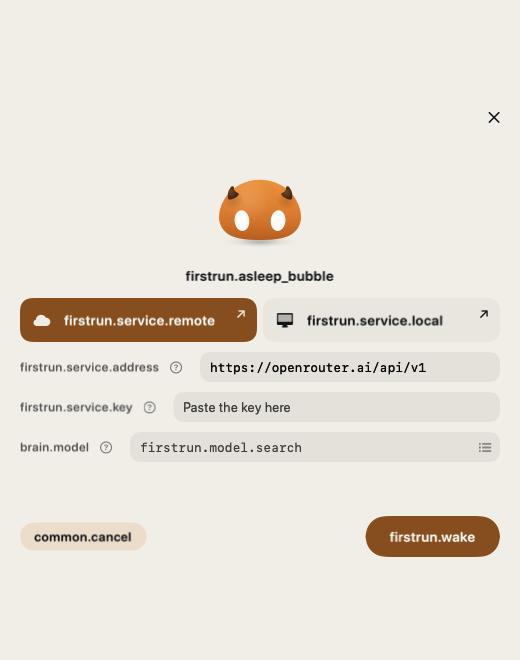 firstrun.asleep_bubble
firstrun.service.remote
firstrun.service.local
firstrun.service.address
https://openrouter.ai/api/v1
firstrun.service.key
Paste the key here
brain.model
firstrun.model.search
common.cancel
firstrun.wake